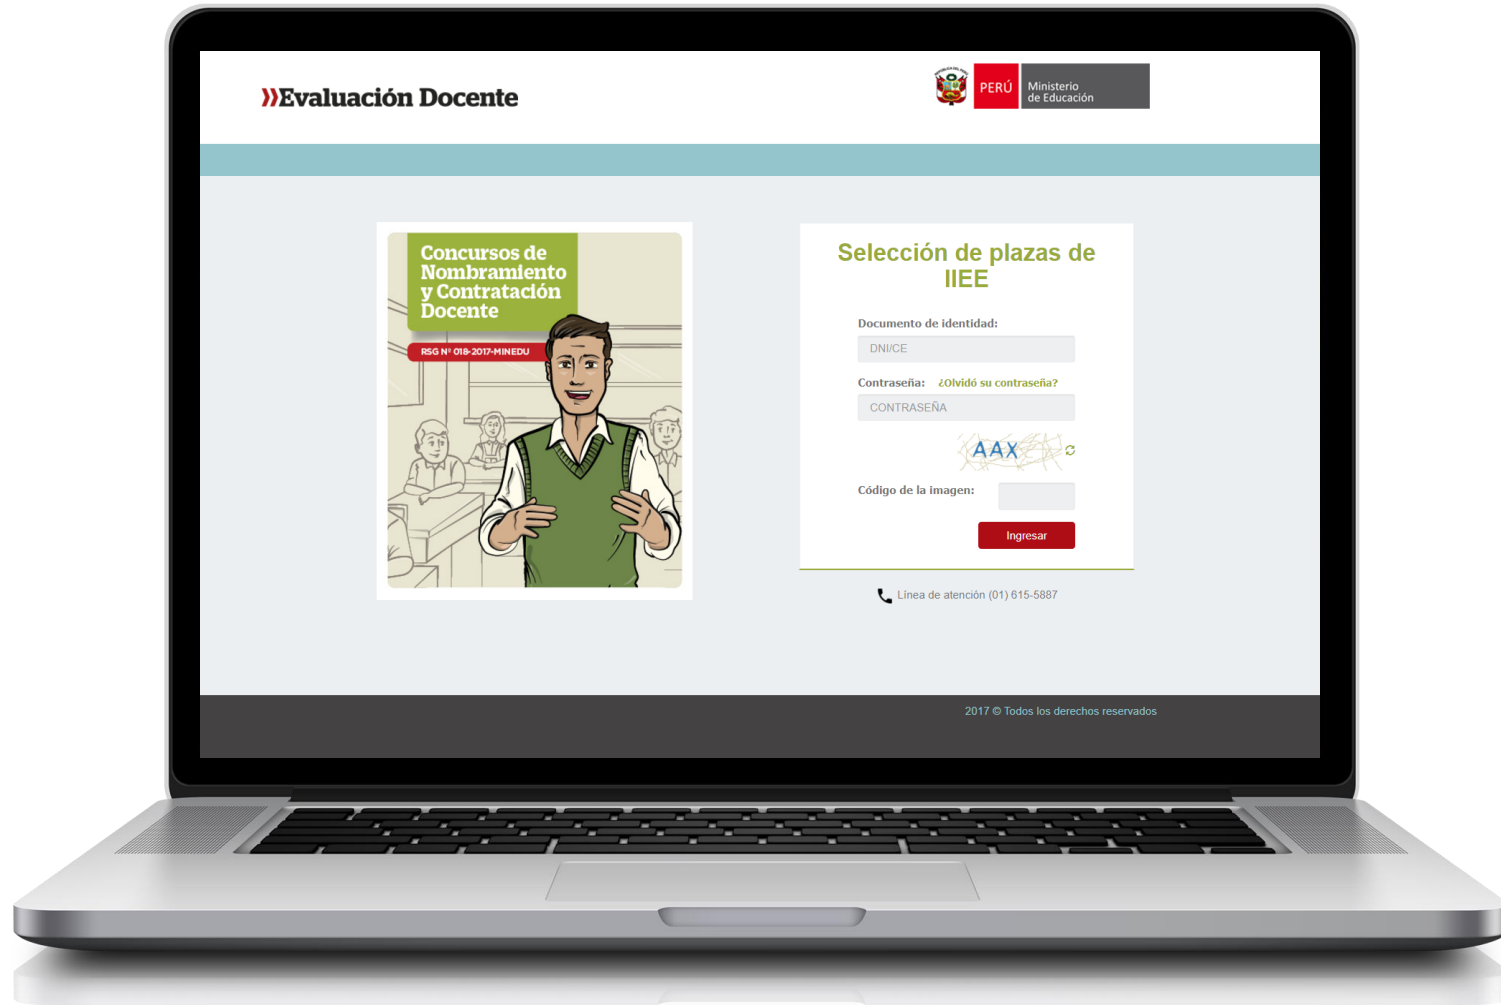 »Evaluación Docente
PERÚ
Ministerio
de Educación
Concursos de
Nombramiento
y Contratación
Docente
RSG Nº 018-2017-MINEDU
Selección de plazas de
IIEE
Documento de identidad:
DNI/CE
Contraseña: ¿Olvidó su contraseña?
CONTRASEÑA
AAX
Código de la imagen:
Ingresar
Línea de atención (01) 615-5887
2017 © Todos los derechos reservados